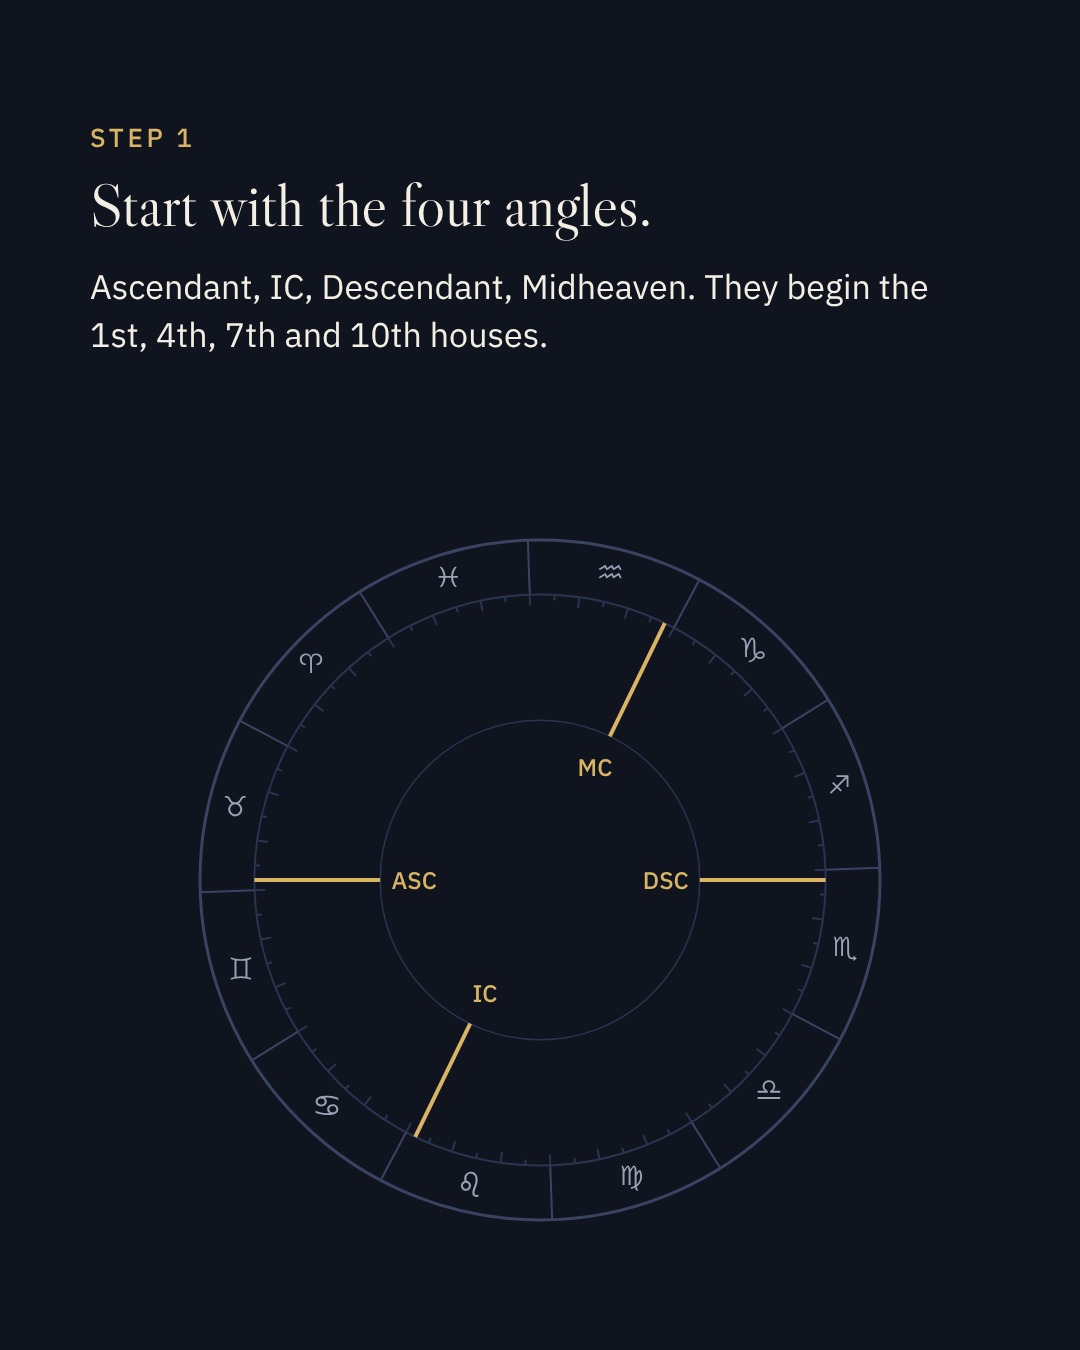 STEP 1
Start with the four angles.
Ascendant, IC, Descendant, Midheaven. They begin the
1st, 4th, 7th and 10th houses.
♓ ♒
♈ ♑
♉ ♐
MC
ASC DSC
♊ ♏
IC
♋ ♎
♌ ♍